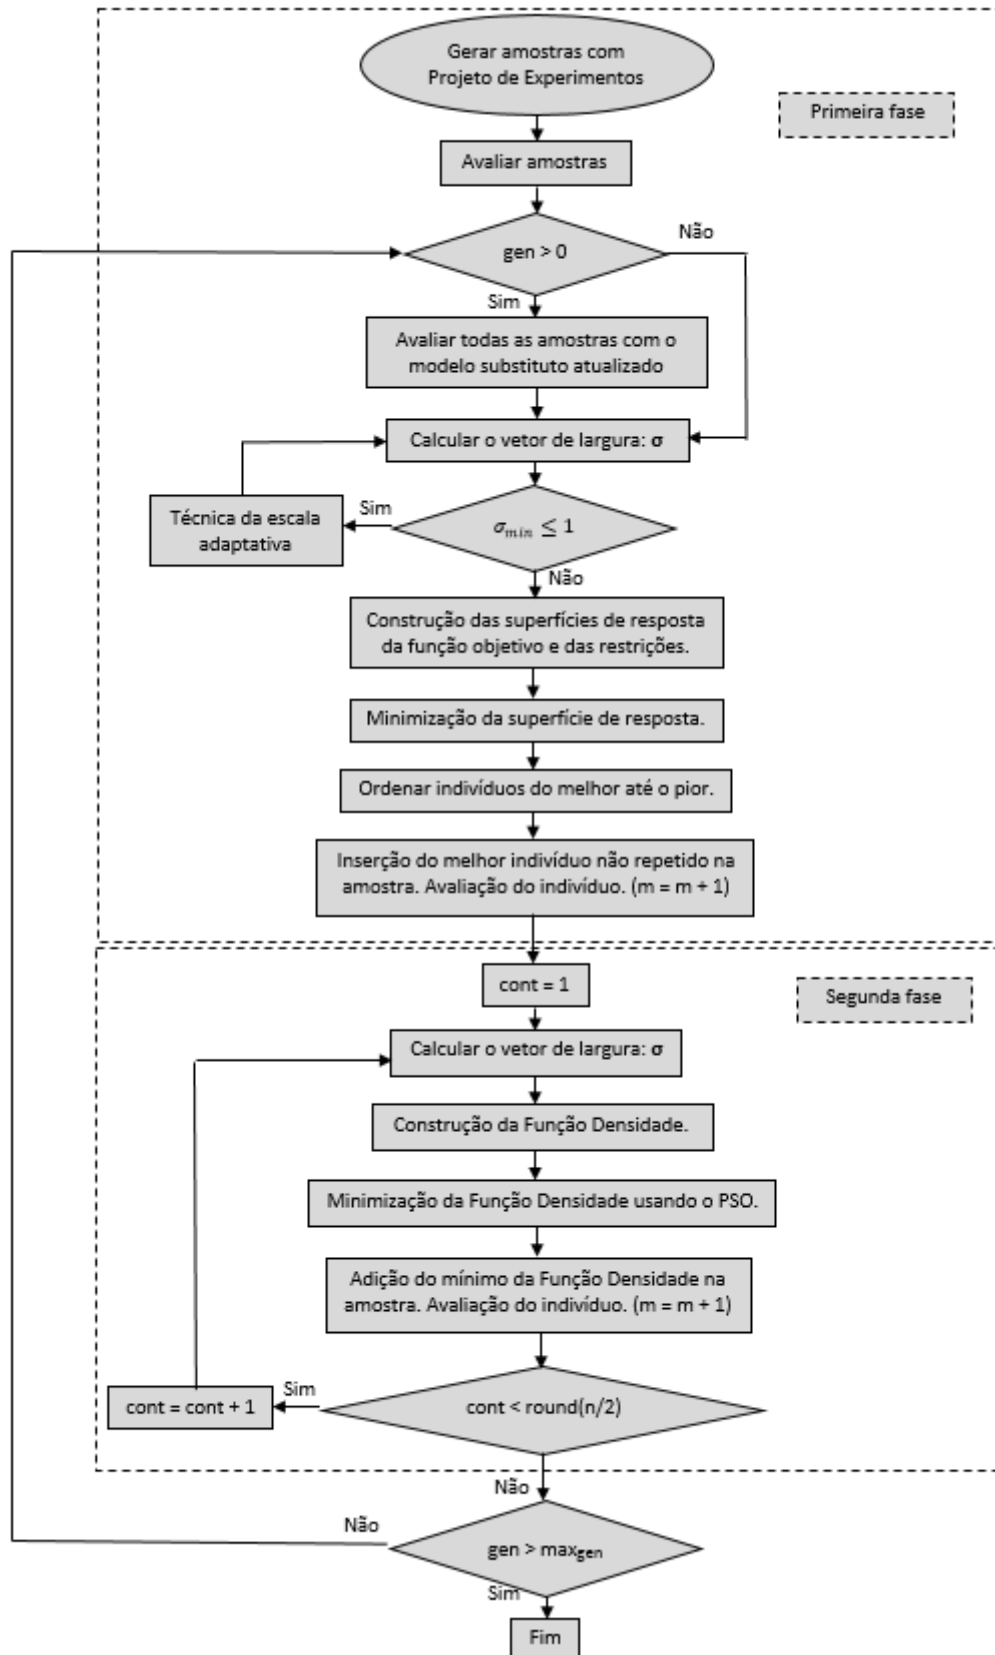 Gerar amostras com
Projeto de Experimentos
Primeira fase
Avaliar amostras
gen > 0
Não
Sim
Avaliar todas as amostras com o
modelo substituto atualizado
Calcular o vetor de largura: σ
Técnica da escala
adaptativa
Sim
σmin ≤ 1
Não
Construção das superfícies de resposta
da função objetivo e das restrições.
Minimização da superfície de resposta.
Ordenar indivíduos do melhor até o pior.
Inserção do melhor indivíduo não repetido na
amostra. Avaliação do indivíduo. (m = m + 1)
cont = 1
Segunda fase
Calcular o vetor de largura: σ
Construção da Função Densidade.
Minimização da Função Densidade usando o PSO.
Adição do mínimo da Função Densidade na
amostra. Avaliação do indivíduo. (m = m + 1)
cont = cont + 1
Sim
cont < round(n/2)
Não
Não
gen > maxgen
Sim
Fim